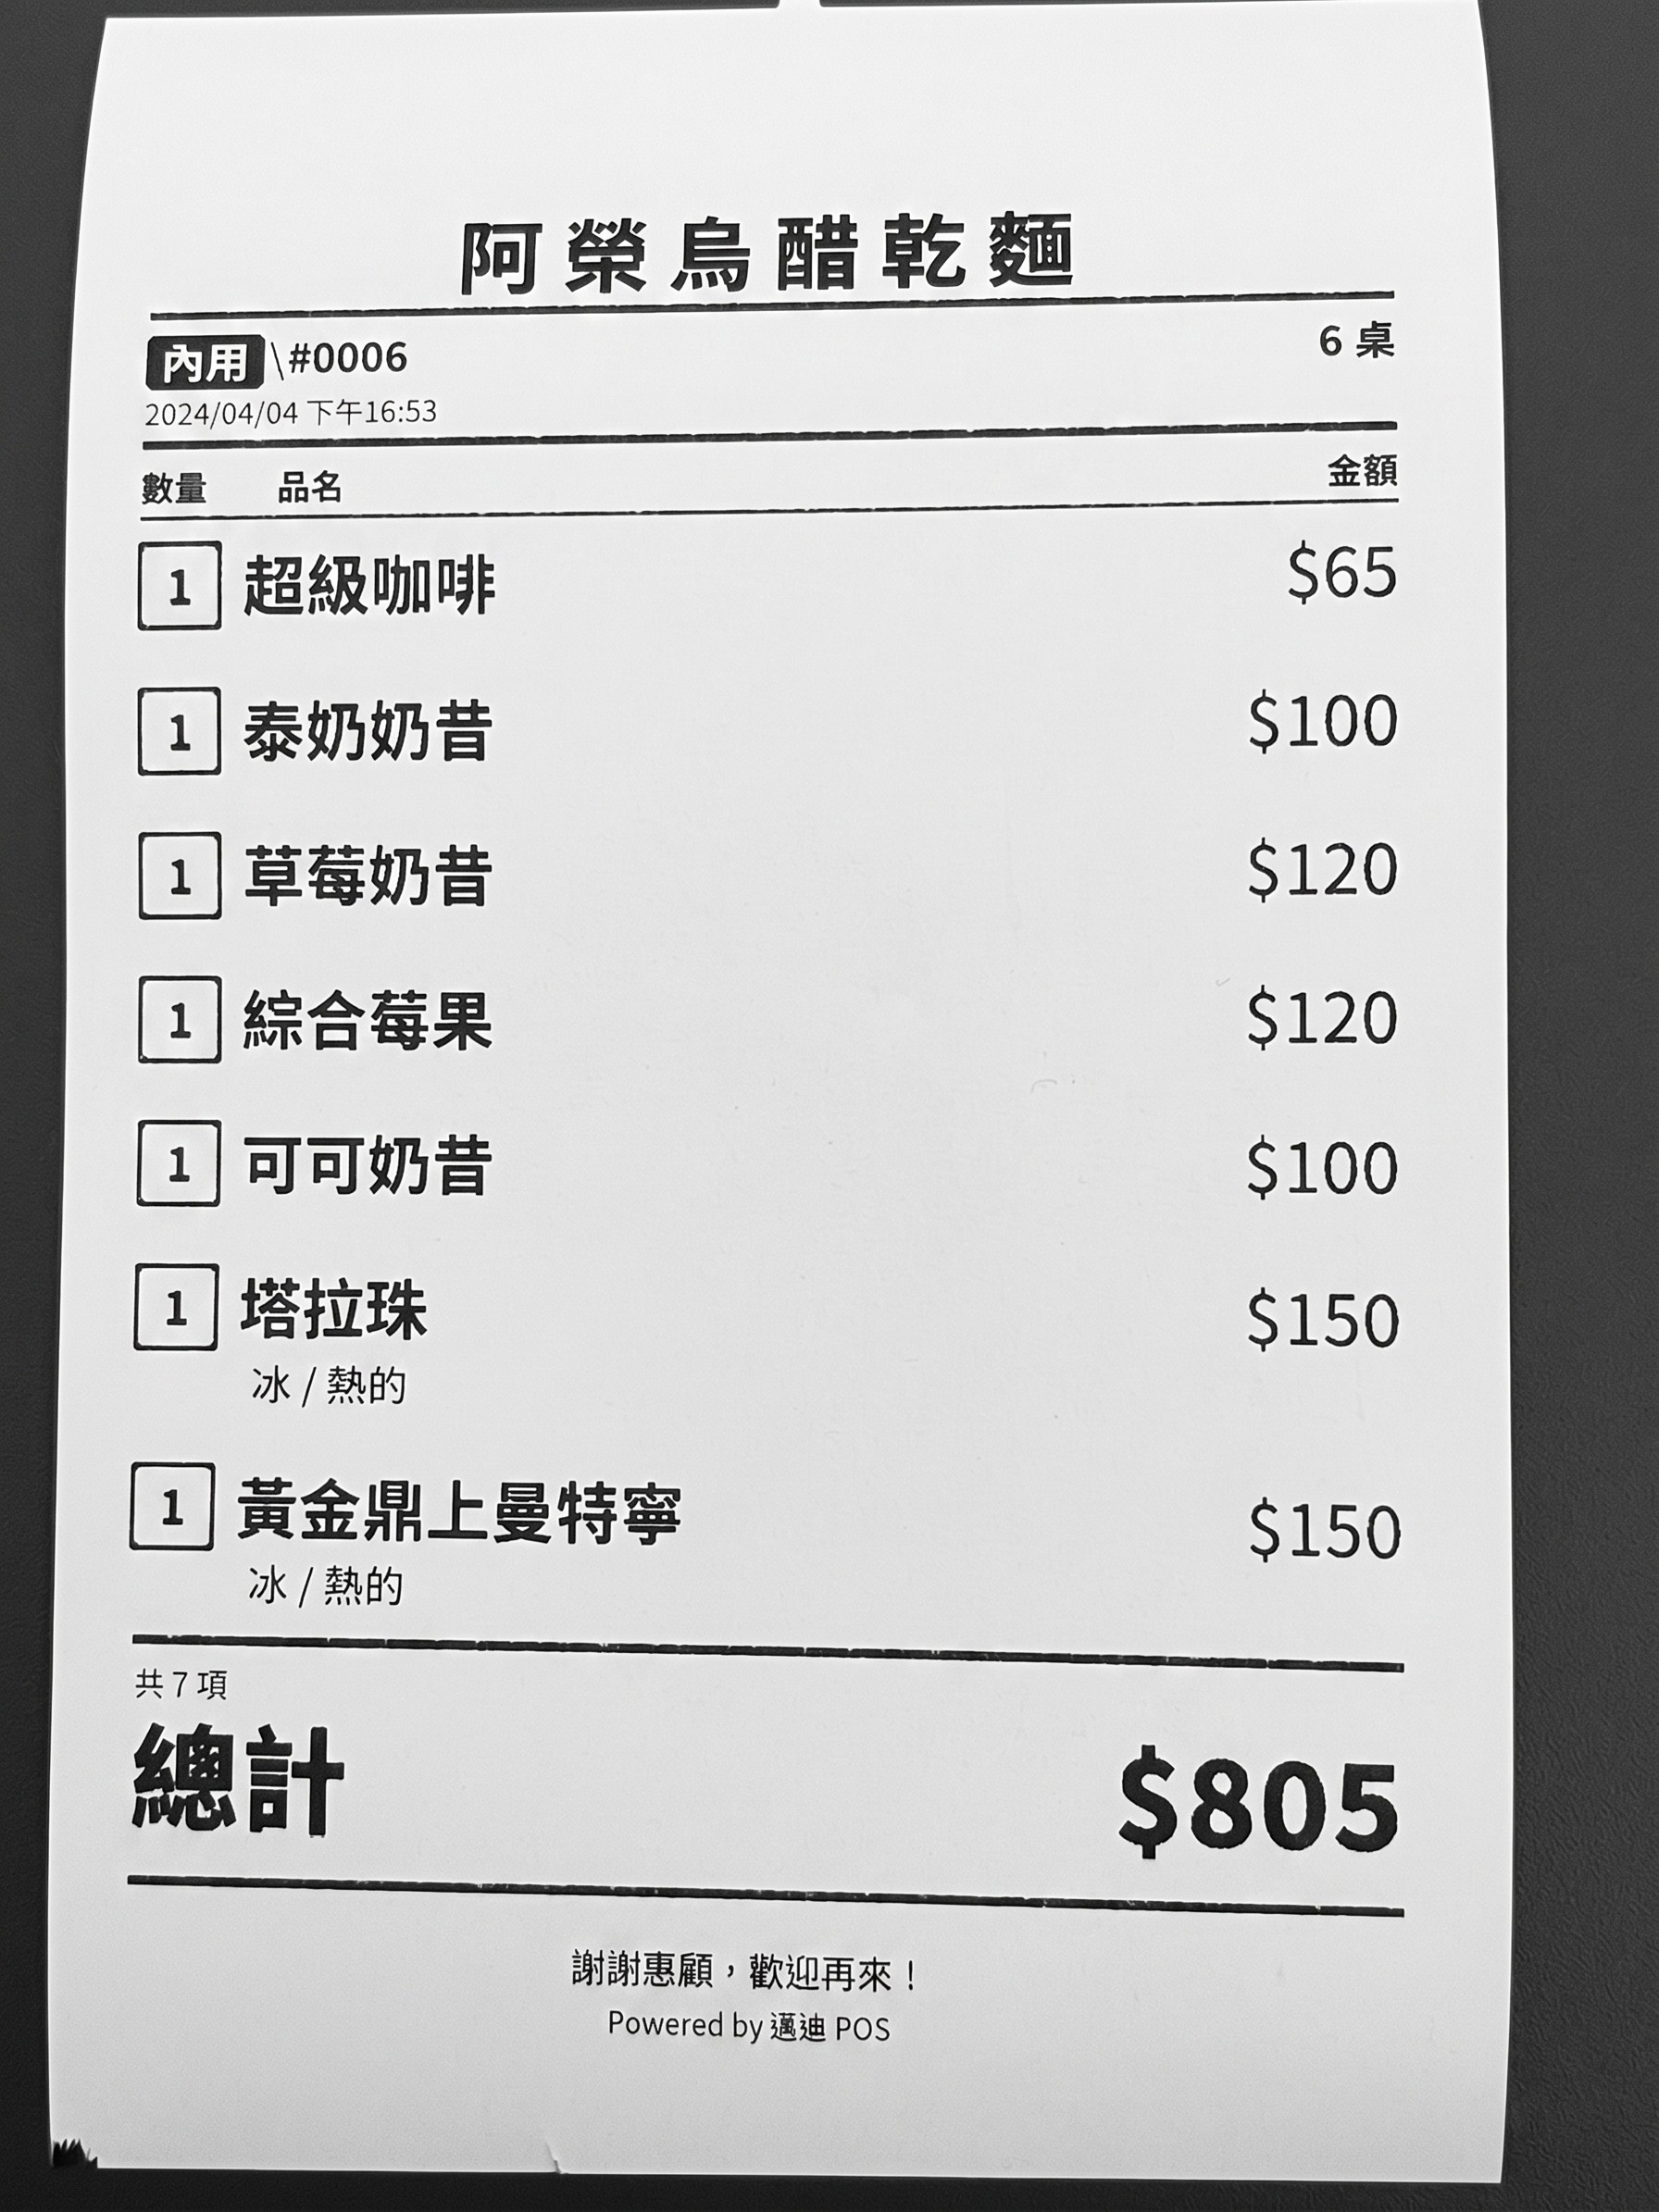 阿榮烏醋乾麵
內用 \#0006 6 桌
2024/04/04 下午16:53
數量 品名 金額
1 超級咖啡 $65
1 泰奶奶昔 $100
1 草莓奶昔 $120
1 綜合莓果 $120
1 可可奶昔 $100
1 塔拉珠 $150
冰 / 熱的
1 黃金鼎上曼特寧 $150
冰 / 熱的
共 7 項
總計 $805
謝謝惠顧，歡迎再來！
Powered by 邁迪 POS